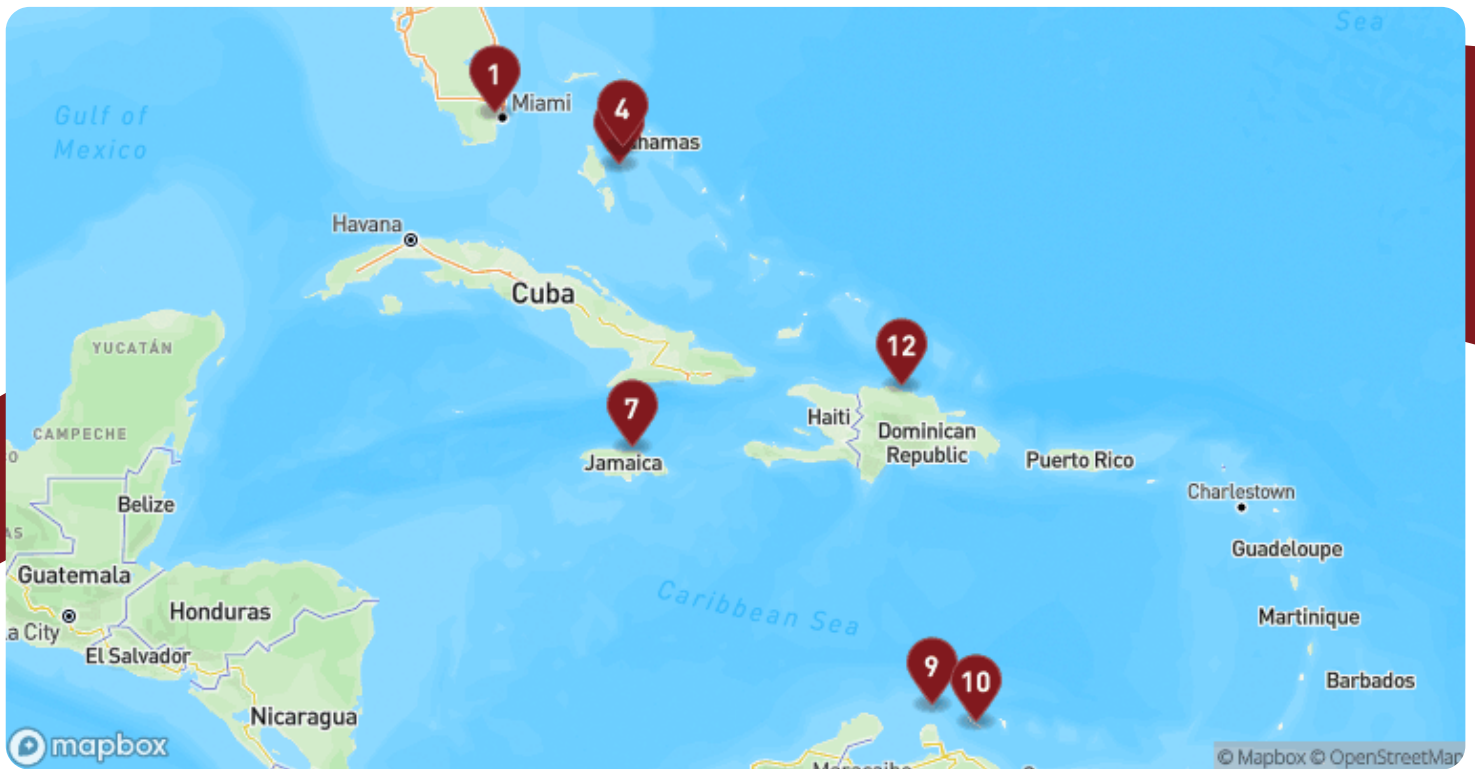 Sea
1
Miami
Gulf of
Mexico
4
hamas
Havana
Cuba
YUCATÁN
12
7
Haiti
CAMPECHE
Dominican
Republic
Jamaica
Puerto Rico
Charlestown
Belize
AS
Guadeloupe
Guatemala
Caribbean Sea
Honduras
Martinique
a City
El Salvador
9
10
Barbados
Nicaragua
mapbox
© Mapbox © OpenStreetMap